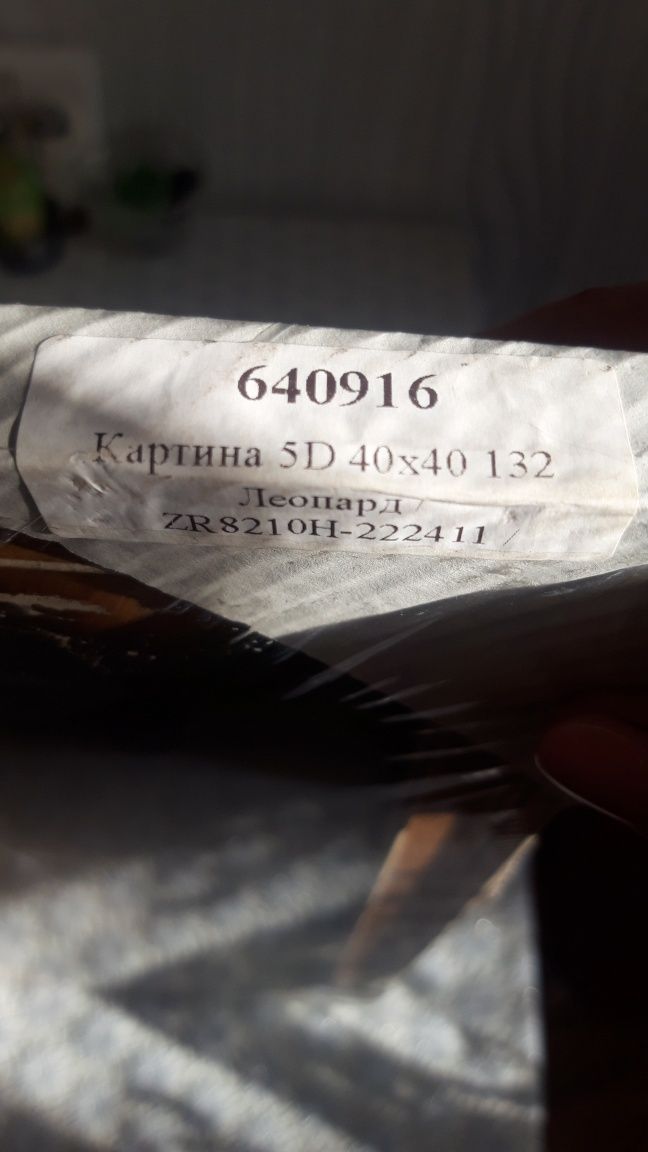 640916
Картина 5D 40x40 132
Леопард /
ZR8210H-222411 /